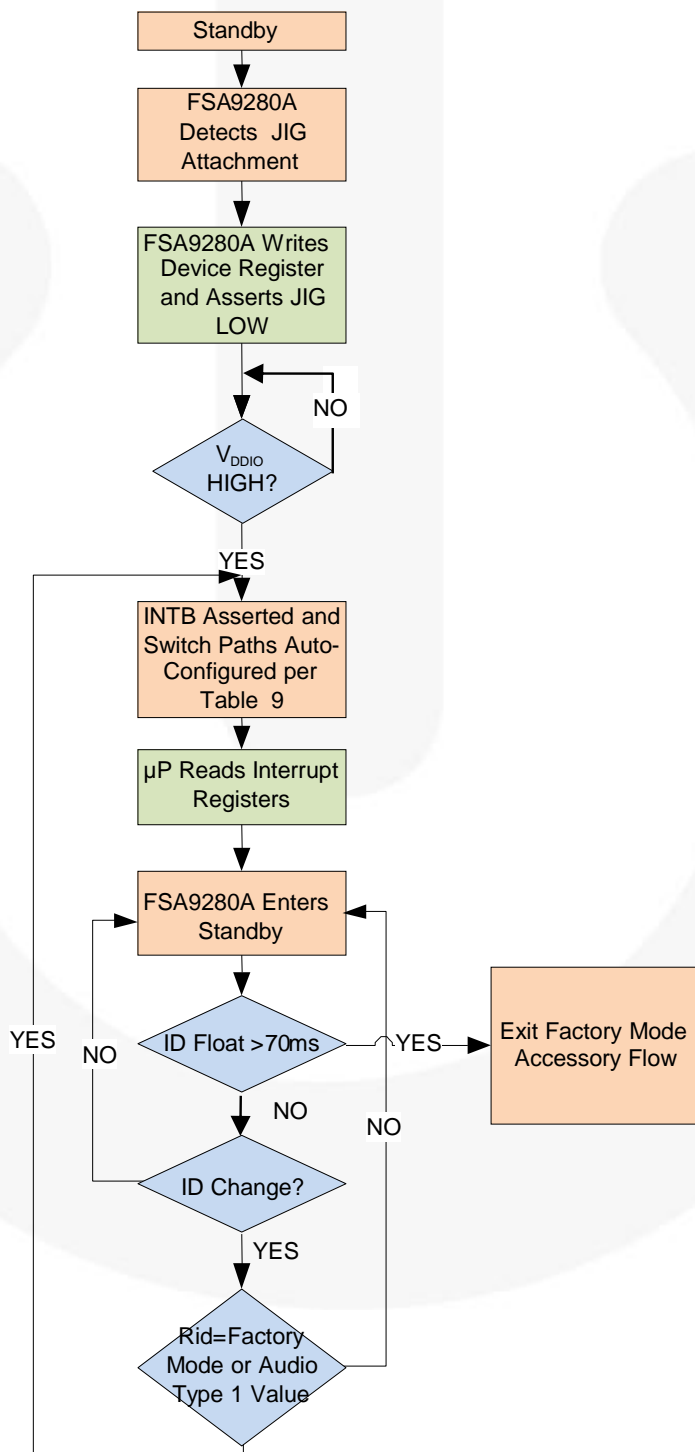 Standby
FSA9280A
Detects JIG
Attachment
FSA9280A Writes
Device Register
and Asserts JIG
LOW
NO
VDDIO
HIGH?
YES
INTB Asserted and
Switch Paths Auto-
Configured per
Table 9
µP Reads Interrupt
Registers
FSA9280A Enters
Standby
ID Float >70ms
YES
Exit Factory Mode
Accessory Flow
YES
NO
NO
NO
ID Change?
YES
Rid=Factory
Mode or Audio
Type 1 Value